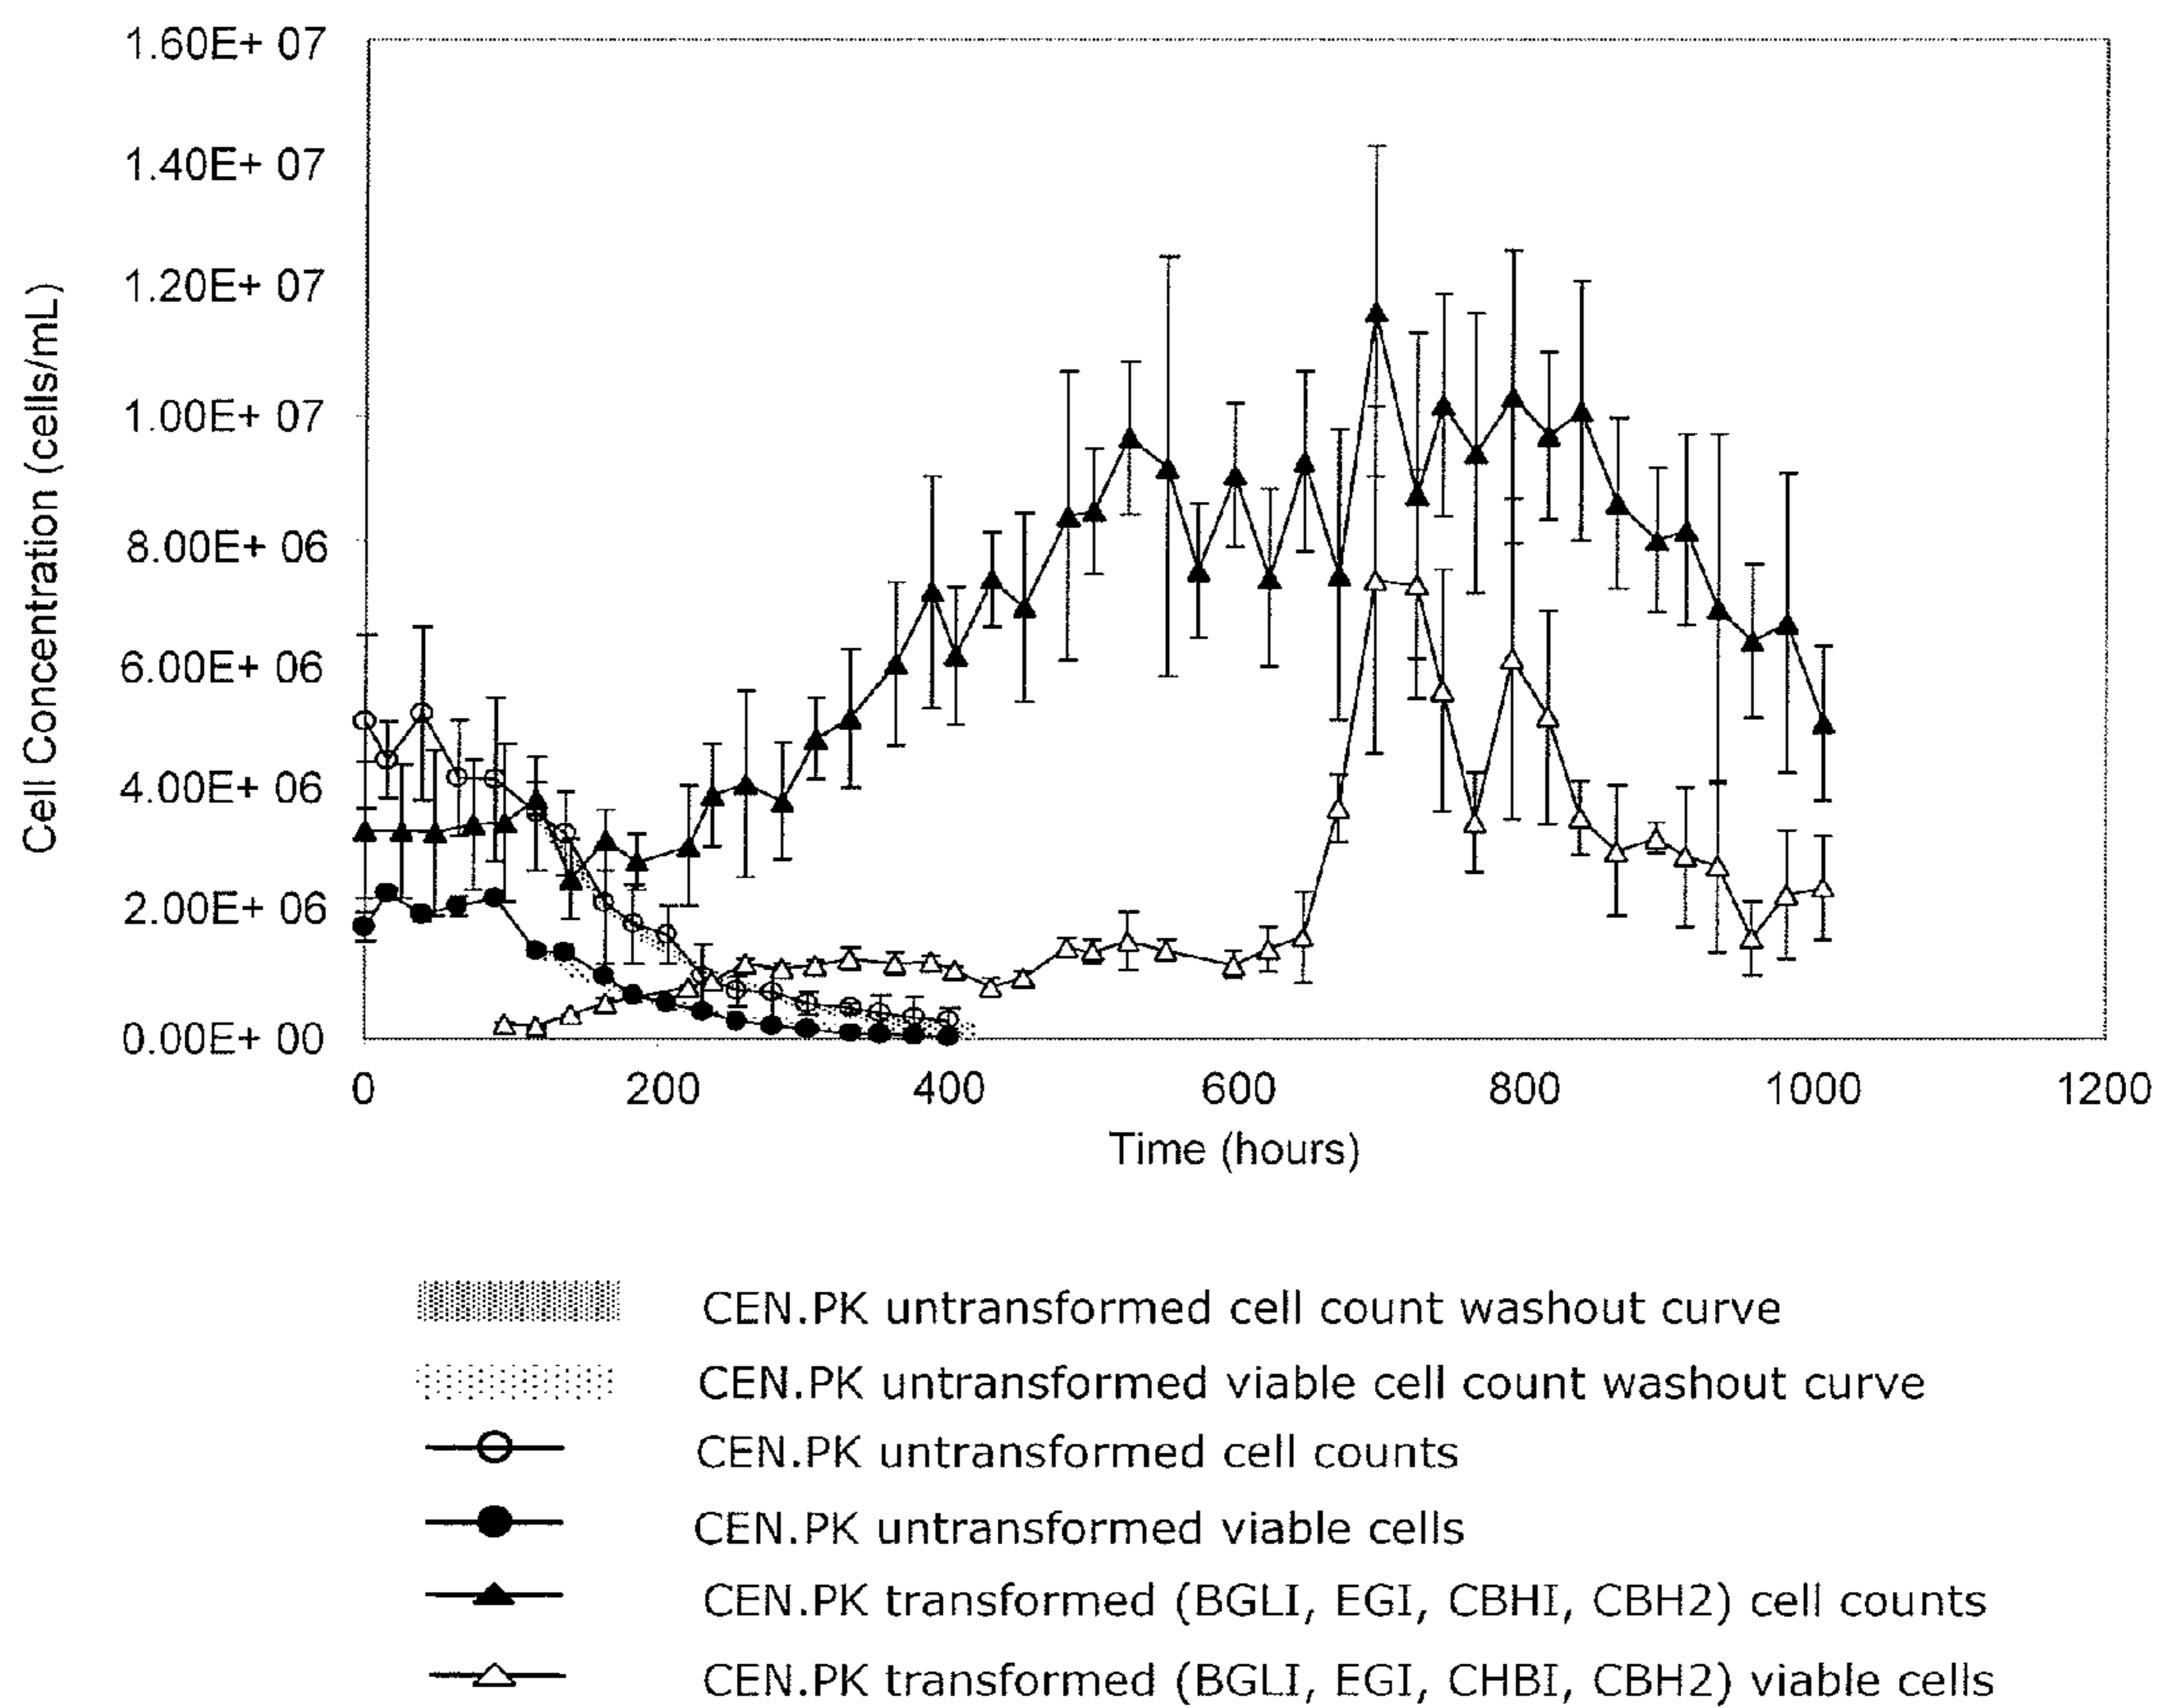 1.60E+ 07
1.40E+ 07
1.20E+ 07
1.00E+ 07
8.00E+ 06
6.00E+ 06
4.00E+ 06
2.00E+ 06
0.00E+ 00
Cell Concentration (cells/mL)
0 200 400 600 800 1000 1200
Time (hours)
CEN.PK untransformed cell count washout curve
CEN.PK untransformed viable cell count washout curve
CEN.PK untransformed cell counts
CEN.PK untransformed viable cells
CEN.PK transformed (BGLI, EGI, CBHI, CBH2) cell counts
CEN.PK transformed (BGLI, EGI, CHBI, CBH2) viable cells